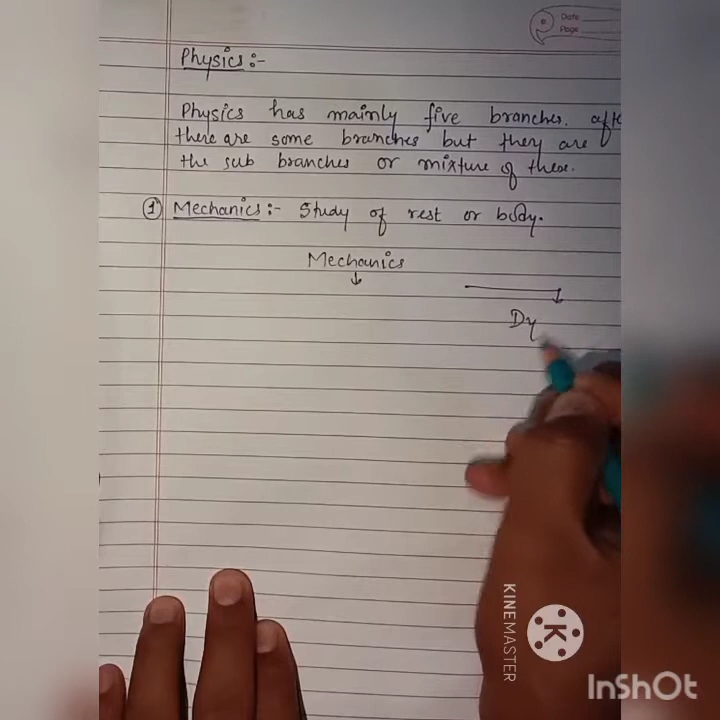 Date
Page
Physics:-
Physics has mainly five branches. afte
there are some branches but they are
the sub branches or mixture of these.
① Mechanics:- Study of rest or body.
Mechanics
Dy
KINEMASTER
InShOt